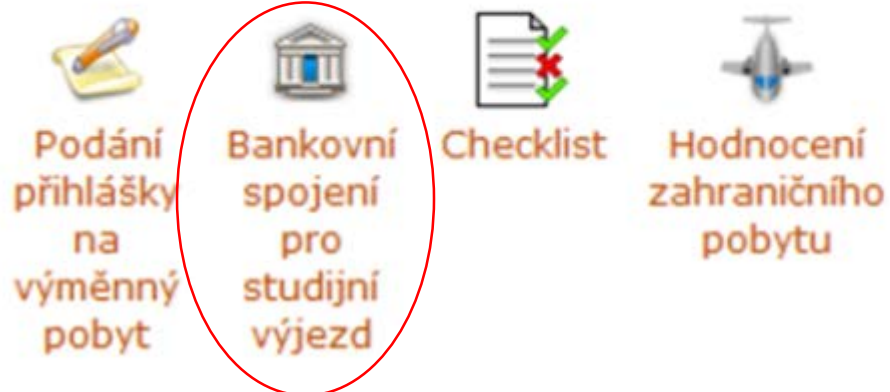 Podání
přihlášky
na
výměnný
pobyt
Bankovní
spojení
pro
studijní
výjezd
Checklist
Hodnocení
zahraničního
pobytu